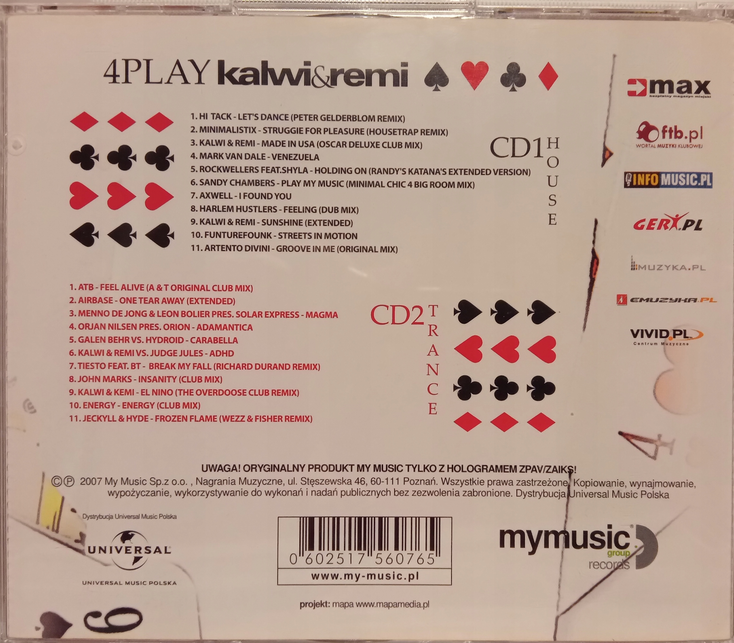 4PLAY kalwi&remi
1. HI TACK - LET'S DANCE (PETER GELDERBLOM REMIX)
2. MINIMALISTIX - STRUGGIE FOR PLEASURE (HOUSETRAP REMIX)
3. KALWI & REMI - MADE IN USA (OSCAR DELUXE CLUB MIX)
4. MARK VAN DALE - VENEZUELA
5. ROCKWELLERS FEAT.SHYLA - HOLDING ON (RANDY'S KATANA'S EXTENDED VERSION)
6. SANDY CHAMBERS - PLAY MY MUSIC (MINIMAL CHIC 4 BIG ROOM MIX)
7. AXWELL - I FOUND YOU
8. HARLEM HUSTLERS - FEELING (DUB MIX)
9. KALWI & REMI - SUNSHINE (EXTENDED)
10. FUNTUREFOUNK - STREETS IN MOTION
11. ARTENTO DIVINI - GROOVE IN ME (ORIGINAL MIX)
CD1 HOUSE
1. ATB - FEEL ALIVE (A & T ORIGINAL CLUB MIX)
2. AIRBASE - ONE TEAR AWAY (EXTENDED)
3. MENNO DE JONG & LEON BOLIER PRES. SOLAR EXPRESS - MAGMA
4. ORJAN NILSEN PRES. ORION - ADAMANTICA
5. GALEN BEHR VS. HYDROID - CARABELLA
6. KALWI & REMI VS. JUDGE JULES - ADHD
7. TIESTO FEAT. BT - BREAK MY FALL (RICHARD DURAND REMIX)
8. JOHN MARKS - INSANITY (CLUB MIX)
9. KALWI & KEMI - EL NINO (THE OVERDOOSE CLUB REMIX)
10. ENERGY - ENERGY (CLUB MIX)
11. JECKYLL & HYDE - FROZEN FLAME (WEZZ & FISHER REMIX)
CD2 TRANCE
max
ftb.pl
PORTAL MUZYKI KLUBOWEJ
INFOMUSIC.PL
GERY.PL
MUZYKA.PL
EMUZYKA.PL
VIVID.PL
Centrum Muzyczne
4
UWAGA! ORYGINALNY PRODUKT MY MUSIC TYLKO Z HOLOGRAMEM ZPAV/ZAIKS!
©℗ 2007 My Music Sp.z o.o. , Nagrania Muzyczne, ul. Stęszewska 46, 60-111 Poznań. Wszystkie prawa zastrzeżone. Kopiowanie, wynajmowanie,
wypożyczanie, wykorzystywanie do wykonań i nadań publicznych bez zezwolenia zabronione. Dystrybucja Universal Music Polska
Dystrybucja Universal Music Polska
UNIVERSAL
UNIVERSAL MUSIC POLSKA
0 602517 560765
www.my-music.pl
mymusic
group
records
projekt: mapa www.mapamedia.pl
9